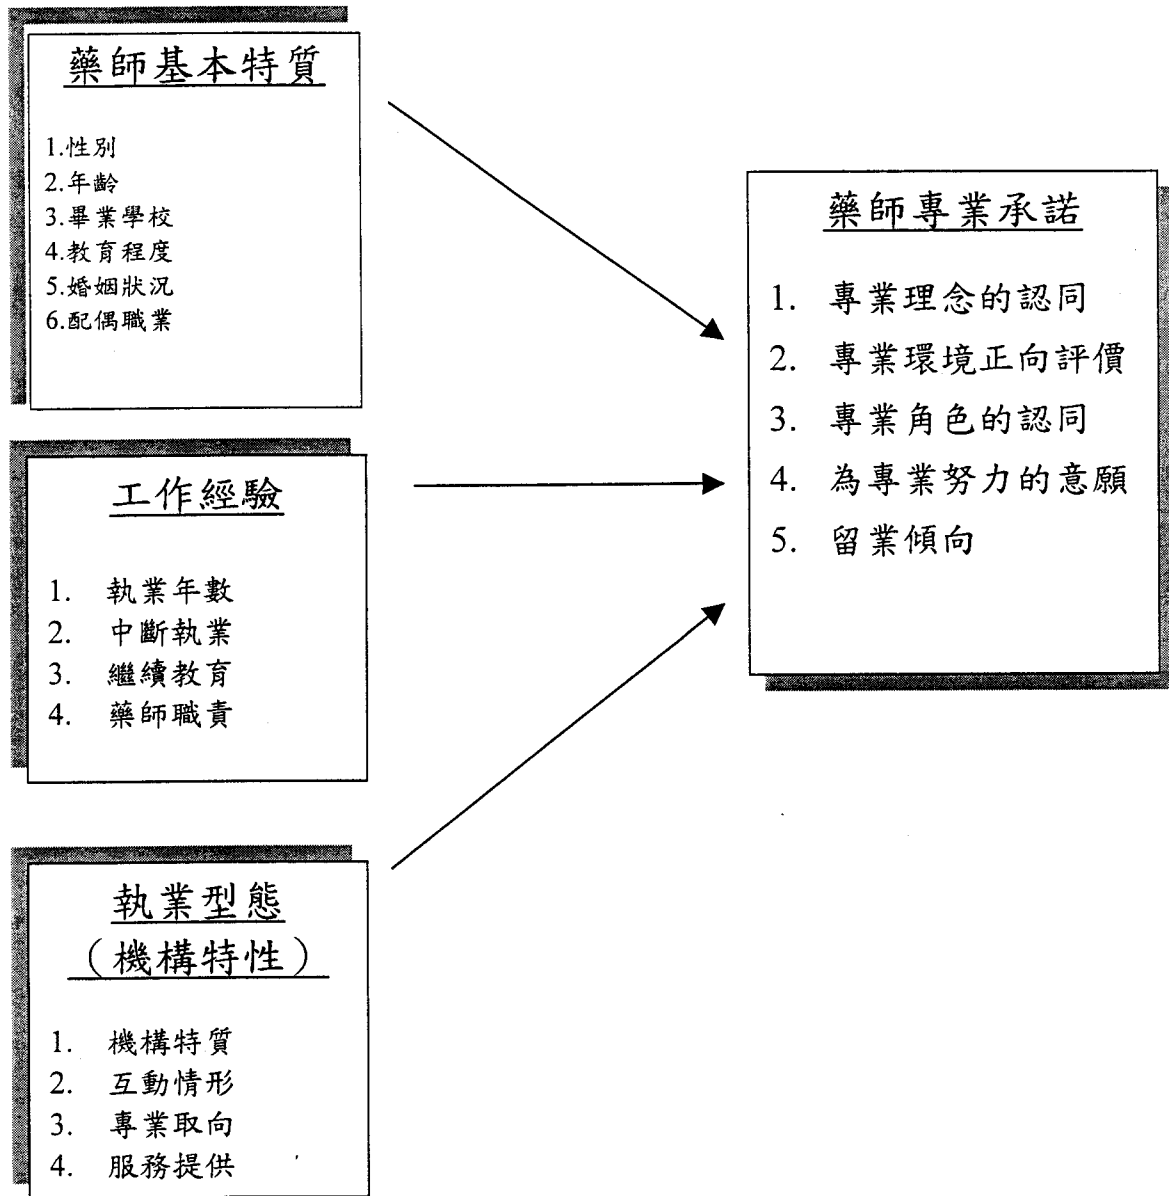 藥師基本特質
1.性別
2.年齡
3.畢業學校
4.教育程度
5.婚姻狀況
6.配偶職業
工作經驗
1. 執業年數
2. 中斷執業
3. 繼續教育
4. 藥師職責
執業型態
（機構特性）
1. 機構特質
2. 互動情形
3. 專業取向
4. 服務提供
藥師專業承諾
1. 專業理念的認同
2. 專業環境正向評價
3. 專業角色的認同
4. 為專業努力的意願
5. 留業傾向